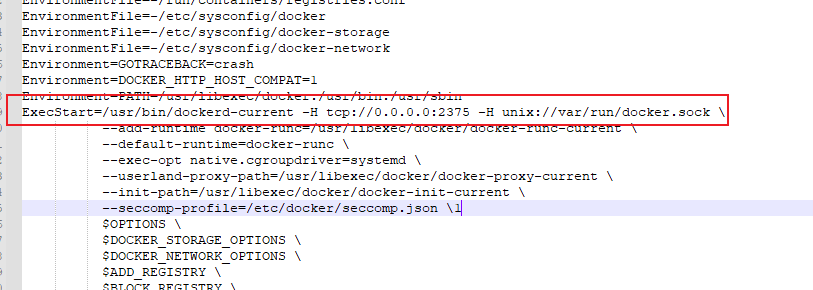 EnvironmentFile=-/run/containers/registries.conf
EnvironmentFile=-/etc/sysconfig/docker
EnvironmentFile=-/etc/sysconfig/docker-storage
EnvironmentFile=-/etc/sysconfig/docker-network
Environment=GOTRACEBACK=crash
Environment=DOCKER_HTTP_HOST_COMPAT=1
Environment=PATH=/usr/libexec/docker:/usr/bin:/usr/sbin
ExecStart=/usr/bin/dockerd-current -H tcp://0.0.0.0:2375 -H unix://var/run/docker.sock \
--add-runtime docker-runc=/usr/libexec/docker/docker-runc-current \
--default-runtime=docker-runc \
--exec-opt native.cgroupdriver=systemd \
--userland-proxy-path=/usr/libexec/docker/docker-proxy-current \
--init-path=/usr/libexec/docker/docker-init-current \
--seccomp-profile=/etc/docker/seccomp.json \1
$OPTIONS \
$DOCKER_STORAGE_OPTIONS \
$DOCKER_NETWORK_OPTIONS \
$ADD_REGISTRY \
$BLOCK_REGISTRY \